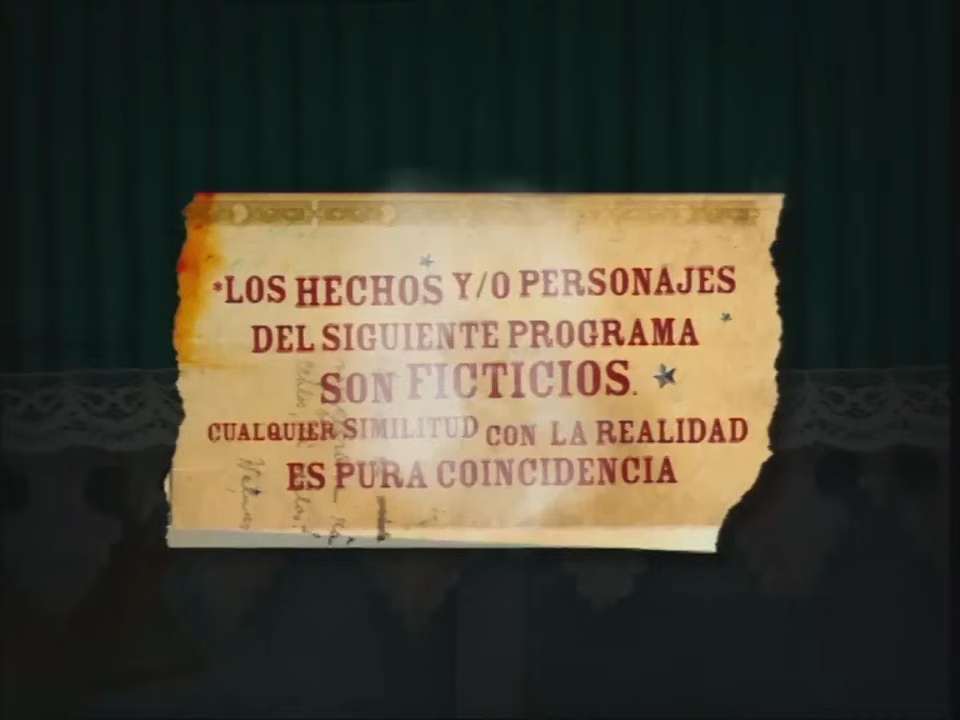 *LOS HECHOS Y/O PERSONAJES
DEL SIGUIENTE PROGRAMA
SON FICTICIOS.
CUALQUIER SIMILITUD CON LA REALIDAD
ES PURA COINCIDENCIA